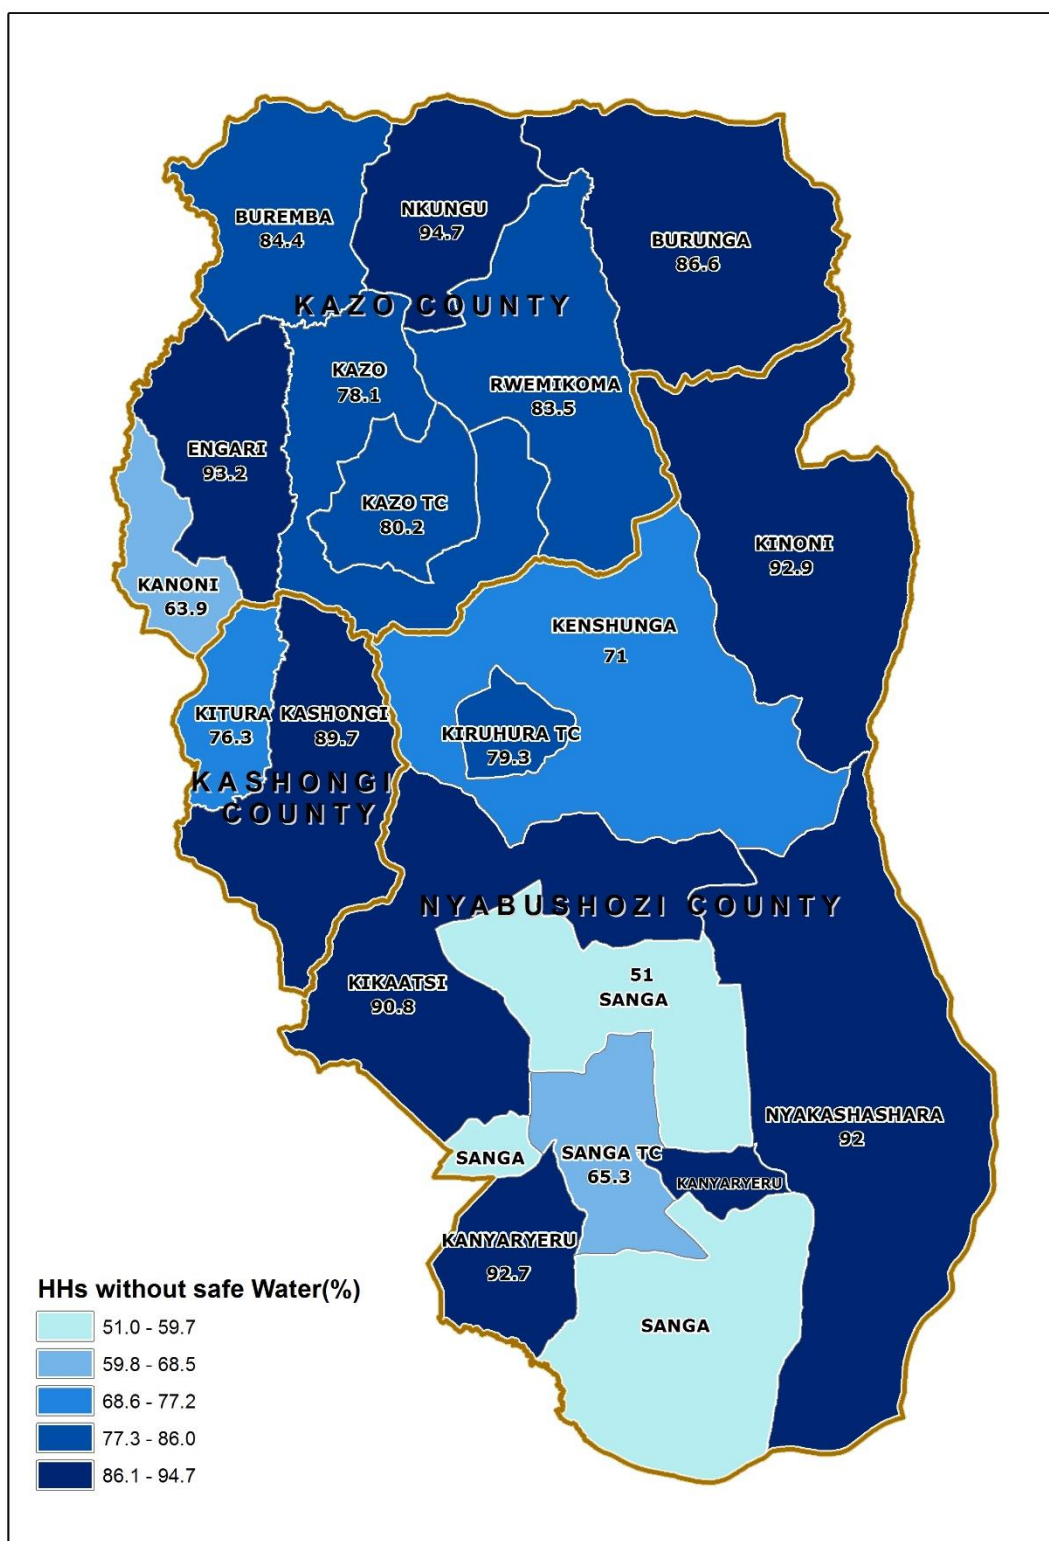 NKUNGU
94.7
BUREMBA
84.4
BURUNGA
86.6
KAZO COUNTY
KAZO
78.1
RWEMIKOMA
83.5
ENGARI
93.2
KAZO TC
80.2
KINONI
92.9
KANONI
63.9
KENSHUNGA
71
KITURA
76.3
KASHONGI
89.7
KIRUHURA TC
79.3
KASHONGI
COUNTY
NYABUSHOZI COUNTY
KIKAATSI
90.8
51
SANGA
NYAKASHASHARA
92
SANGA
SANGA TC
65.3
KANYARYERU
KANYARYERU
92.7
SANGA
HHs without safe Water(%)
51.0 - 59.7
59.8 - 68.5
68.6 - 77.2
77.3 - 86.0
86.1 - 94.7